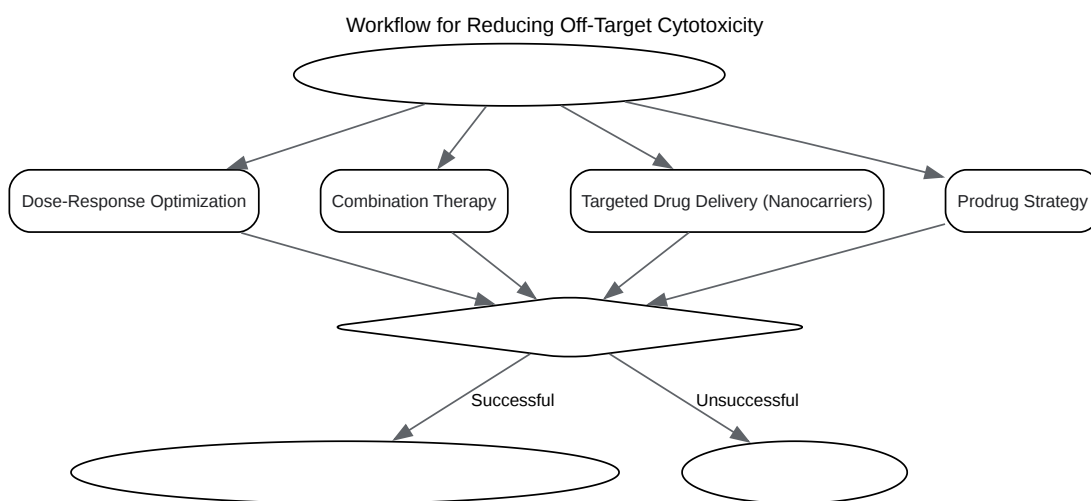 Workflow for Reducing Off-Target Cytotoxicity
Dose-Response Optimization
Combination Therapy
Targeted Drug Delivery (Nanocarriers)
Prodrug Strategy
Successful
Unsuccessful